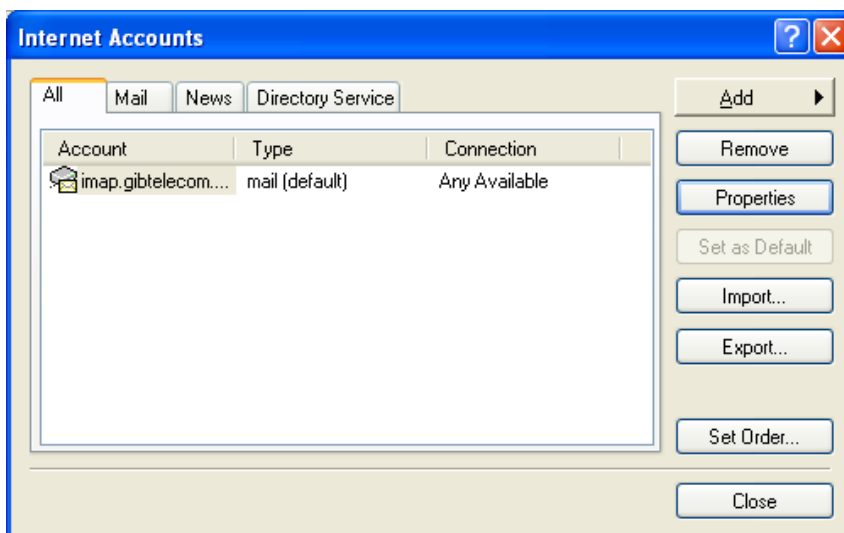 Internet Accounts
All Mail News Directory Service
Add
Account Type Connection
Remove
imap.gibtelecom.... mail (default) Any Available
Properties
Set as Default
Import...
Export...
Set Order...
Close